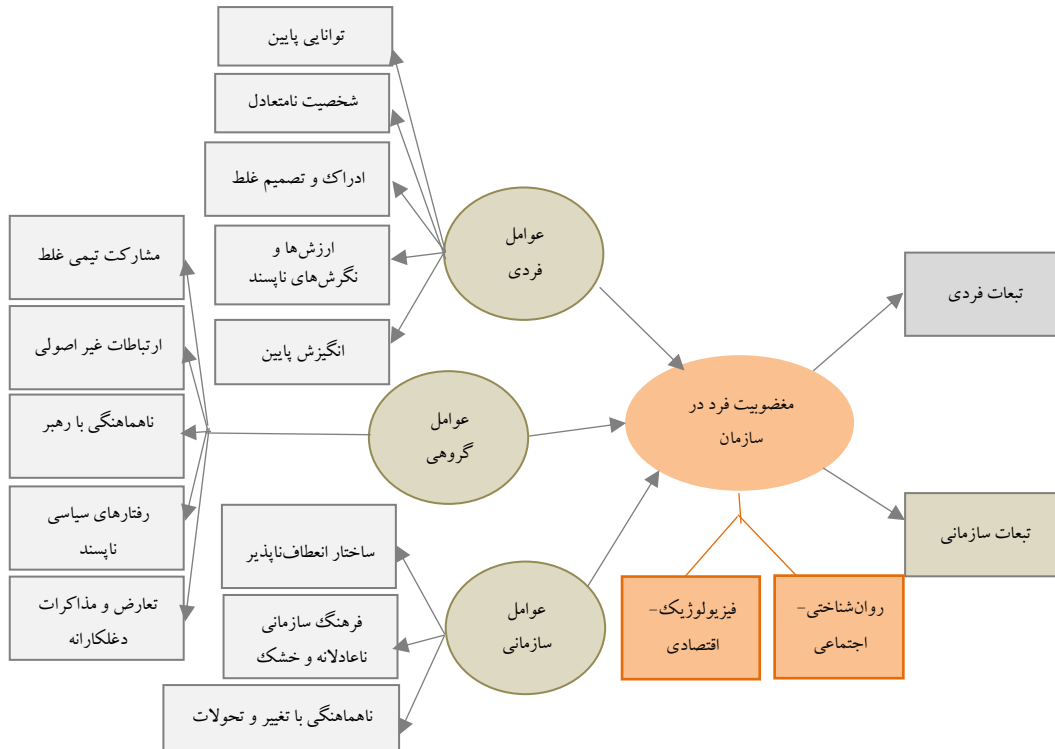 توانایی پایین
شخصیت نامتعادل
ادراک و تصمیم غلط
ارزش‌ها و
نگرش‌های ناپسند
انگیزش پایین
عوامل
فردی
مشارکت تیمی غلط
ارتباطات غیر اصولی
ناهماهنگی با رهبر
رفتارهای سیاسی
ناپسند
تعارض و مذاکرات
دغلکارانه
عوامل
گروهی
ساختار انعطاف‌ناپذیر
فرهنگ سازمانی
ناعادلانه و خشک
ناهماهنگی با تغییر و تحولات
عوامل
سازمانی
مغضوبیت فرد در
سازمان
روان‌شناختی-
اجتماعی
فیزیولوژیک-
اقتصادی
تبعات فردی
تبعات سازمانی